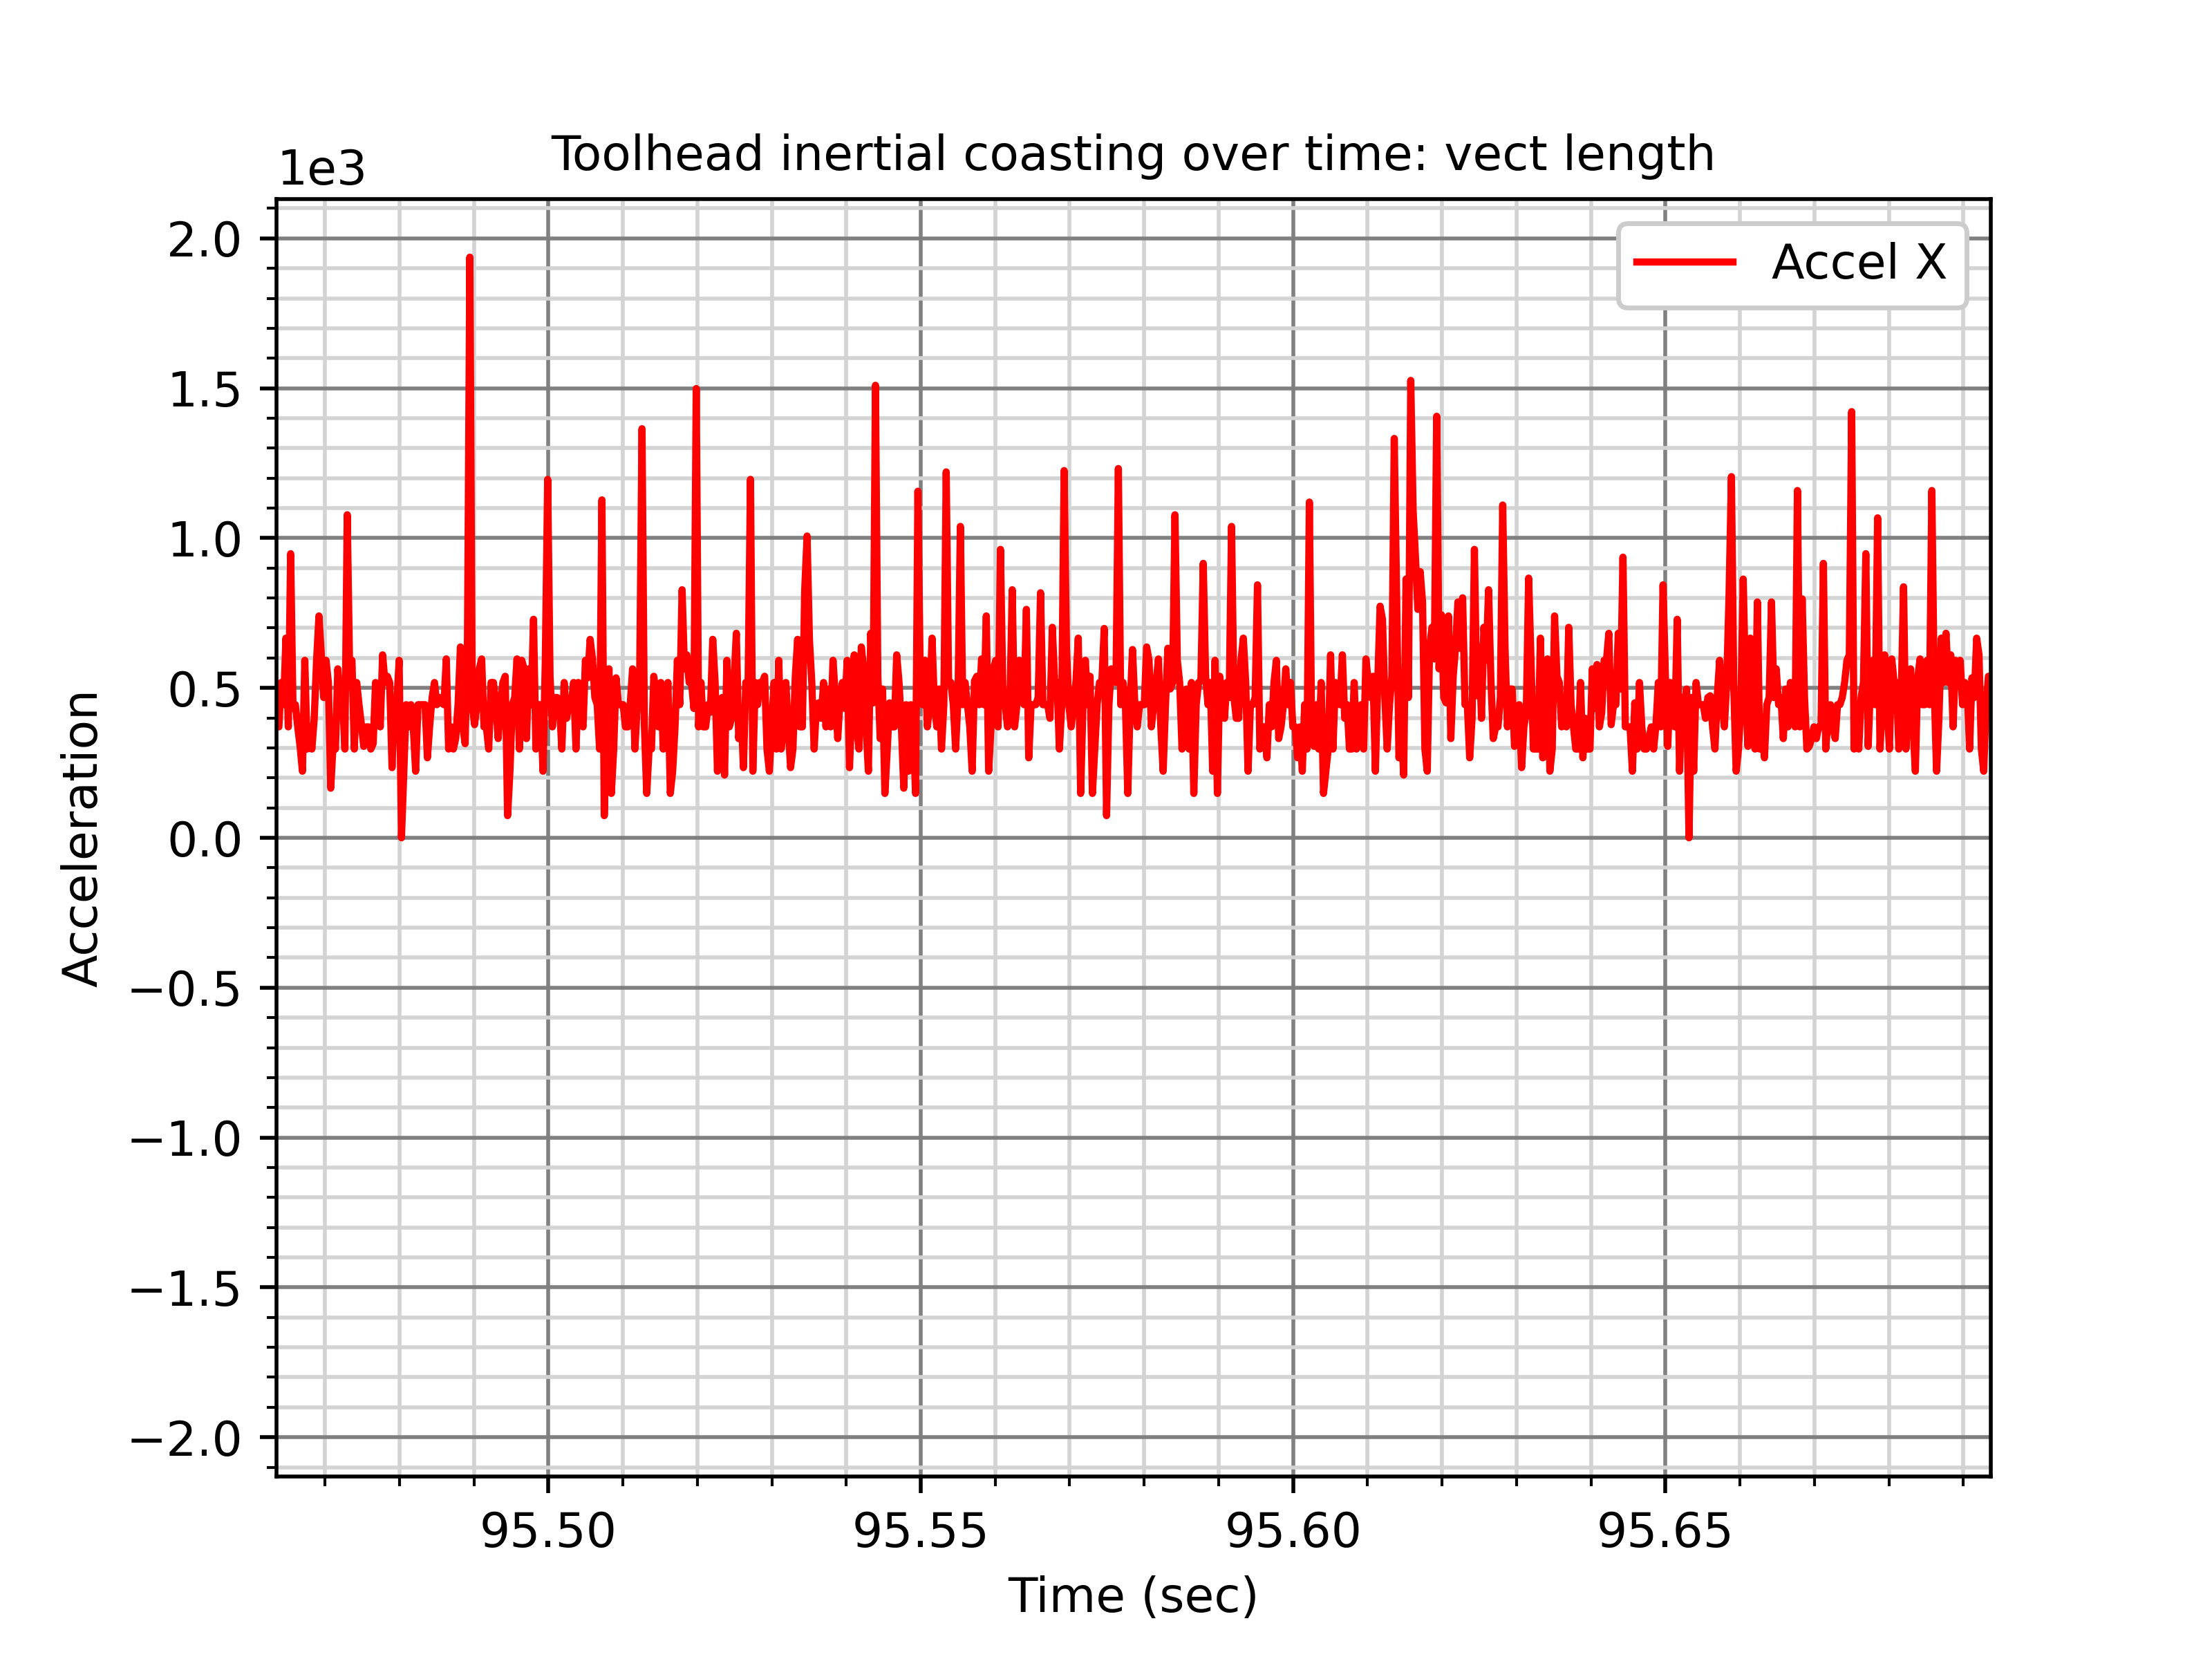 Toolhead inertial coasting over time: vect length
1e3
Accel X
2.0
1.5
1.0
0.5
0.0
−0.5
−1.0
−1.5
−2.0
Acceleration
95.50
95.55
95.60
95.65
Time (sec)